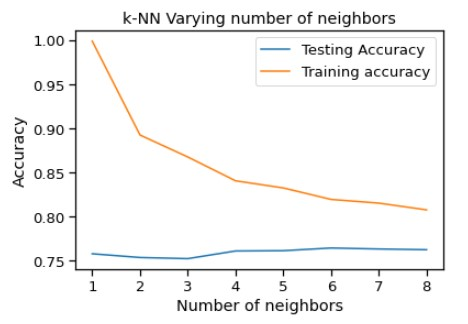 k-NN Varying number of neighbors
1.00
0.95
0.90
0.85
0.80
0.75
Accuracy
Testing Accuracy
Training accuracy
1 2 3 4 5 6 7 8
Number of neighbors